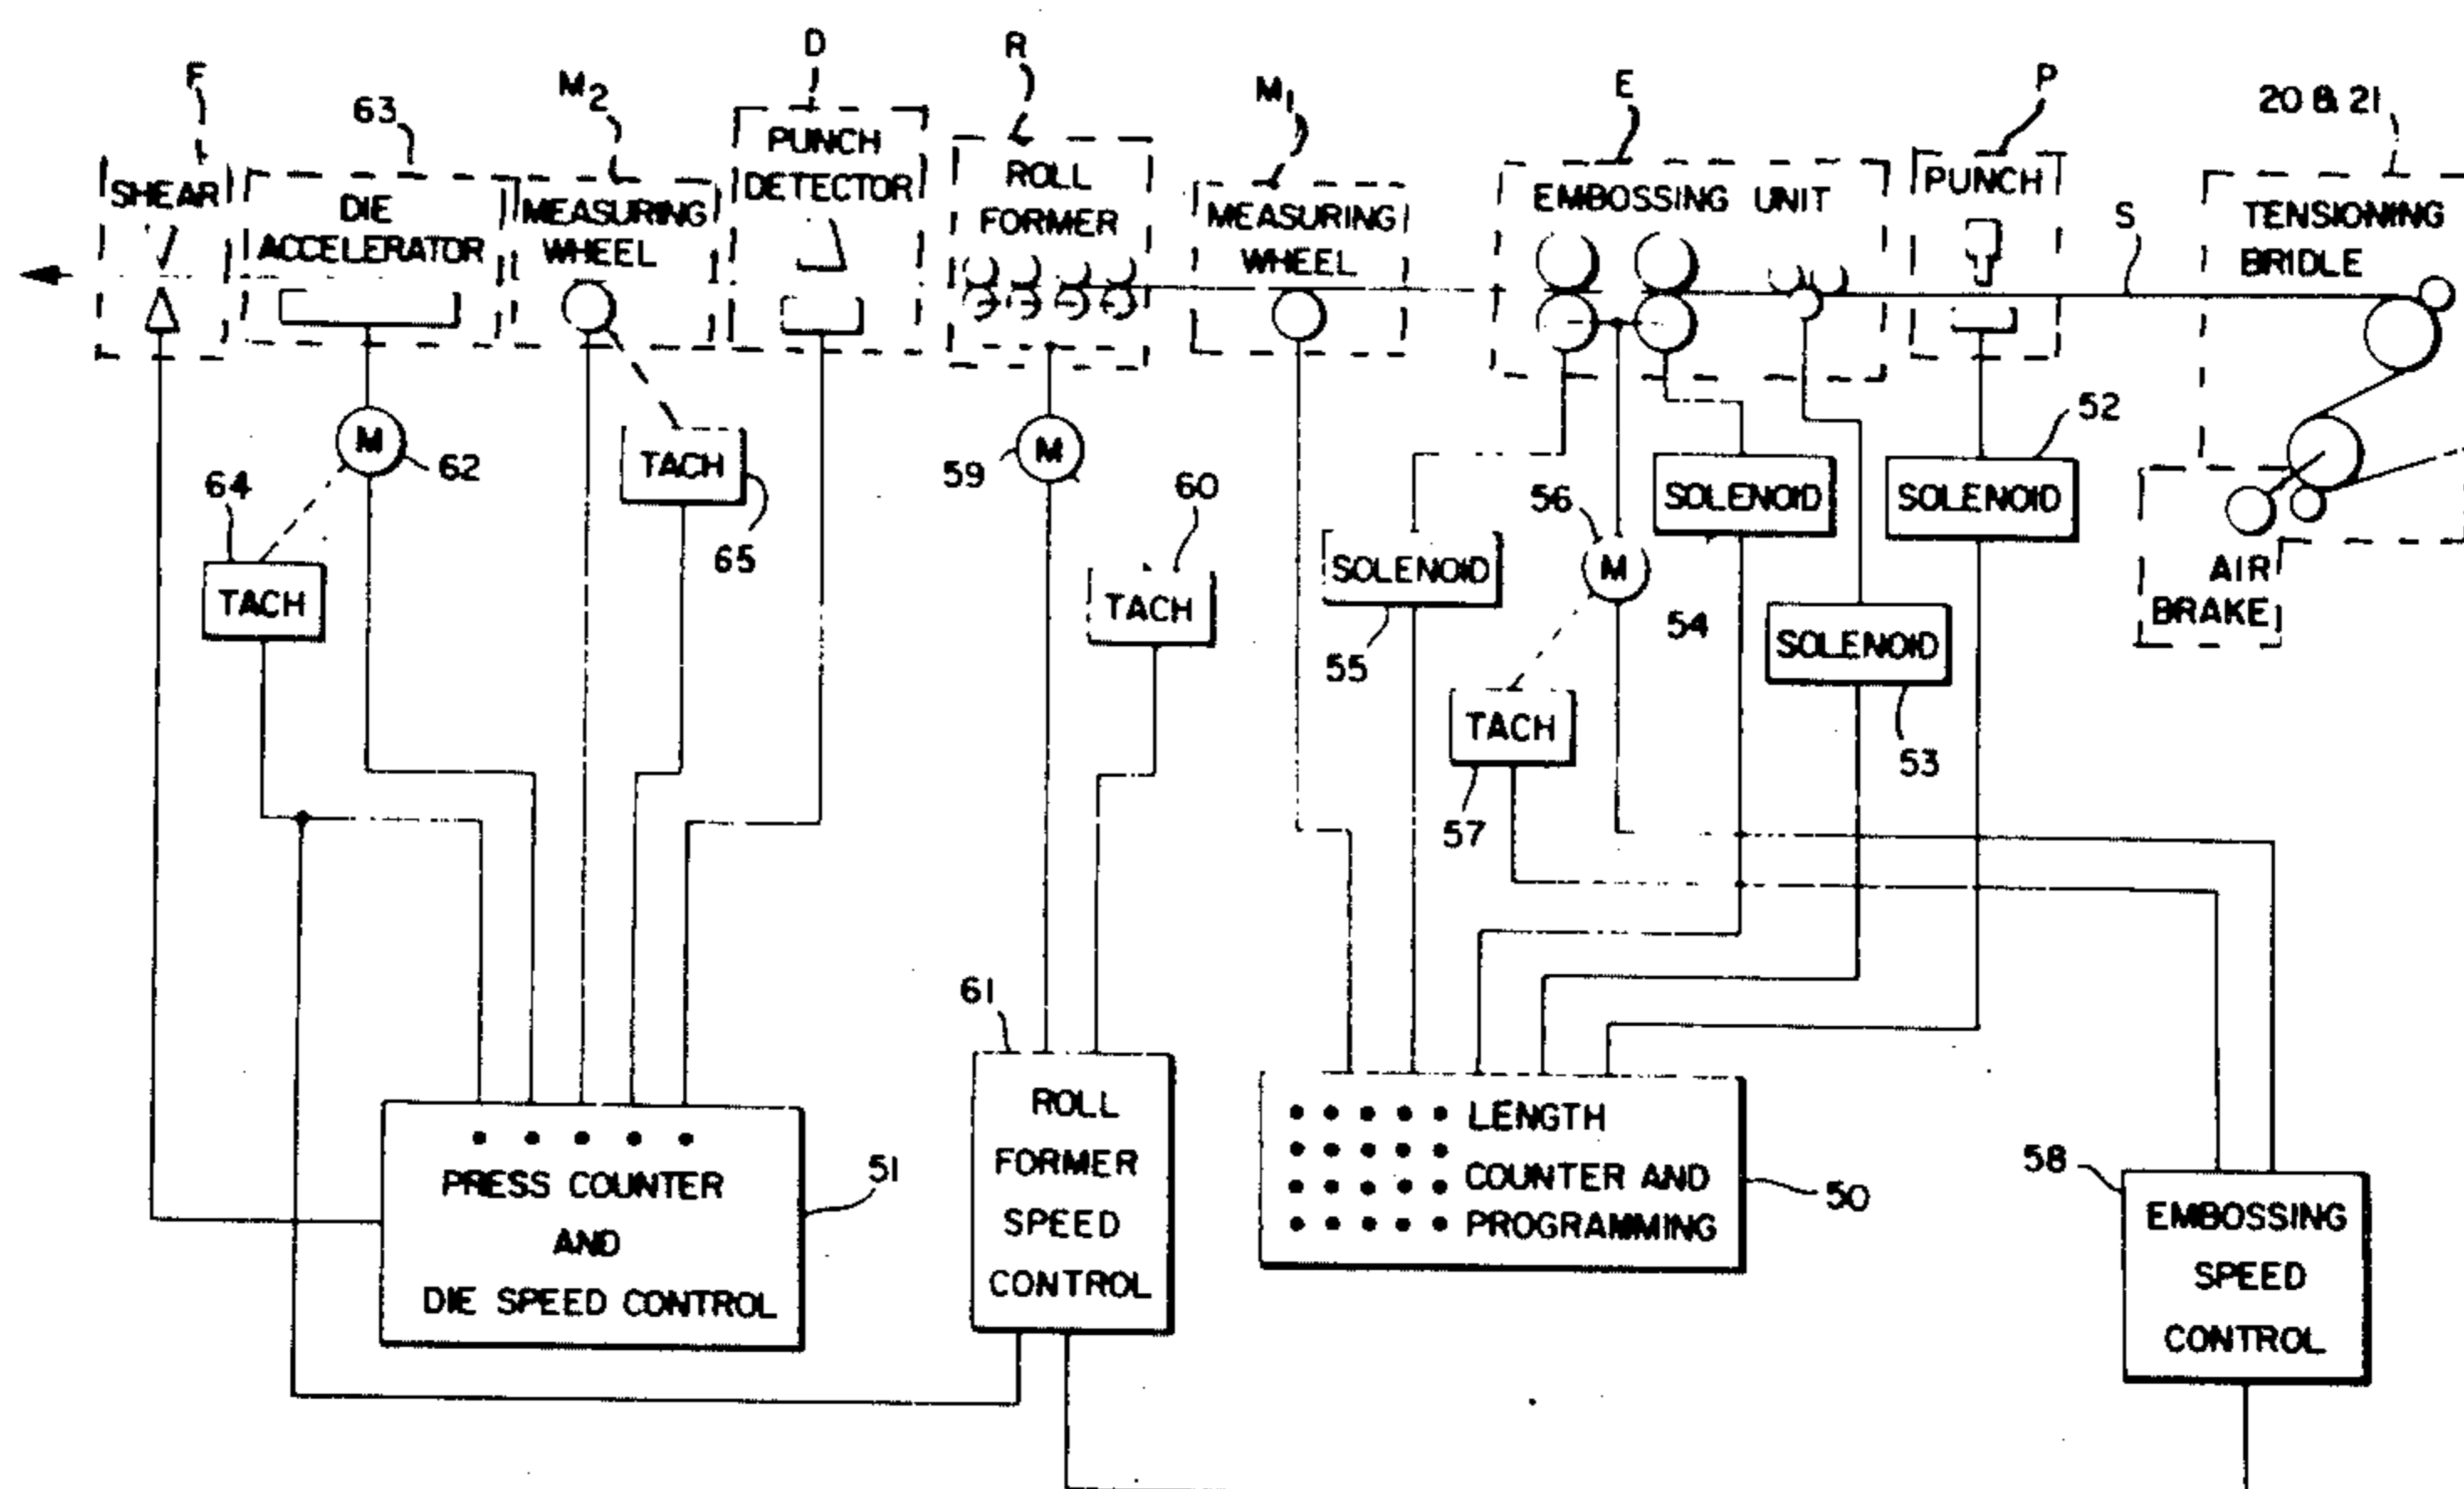 F
63
M2
D
R
M1
E
P
20 & 21
SHEAR
DIE
ACCELERATOR
MEASURING
WHEEL
PUNCH
DETECTOR
ROLL
FORMER
MEASURING
WHEEL
EMBOSSING UNIT
PUNCH
S
TENSIONING
BRIDLE
M
62
64
TACH
TACH
65
59
M
60
TACH
SOLENOID
55
56
M
SOLENOID
54
52
SOLENOID
SOLENOID
53
TACH
57
AIR
BRAKE
PRESS COUNTER
AND
DIE SPEED CONTROL
51
61
ROLL
FORMER
SPEED
CONTROL
LENGTH
COUNTER AND
PROGRAMMING
50
58
EMBOSSING
SPEED
CONTROL